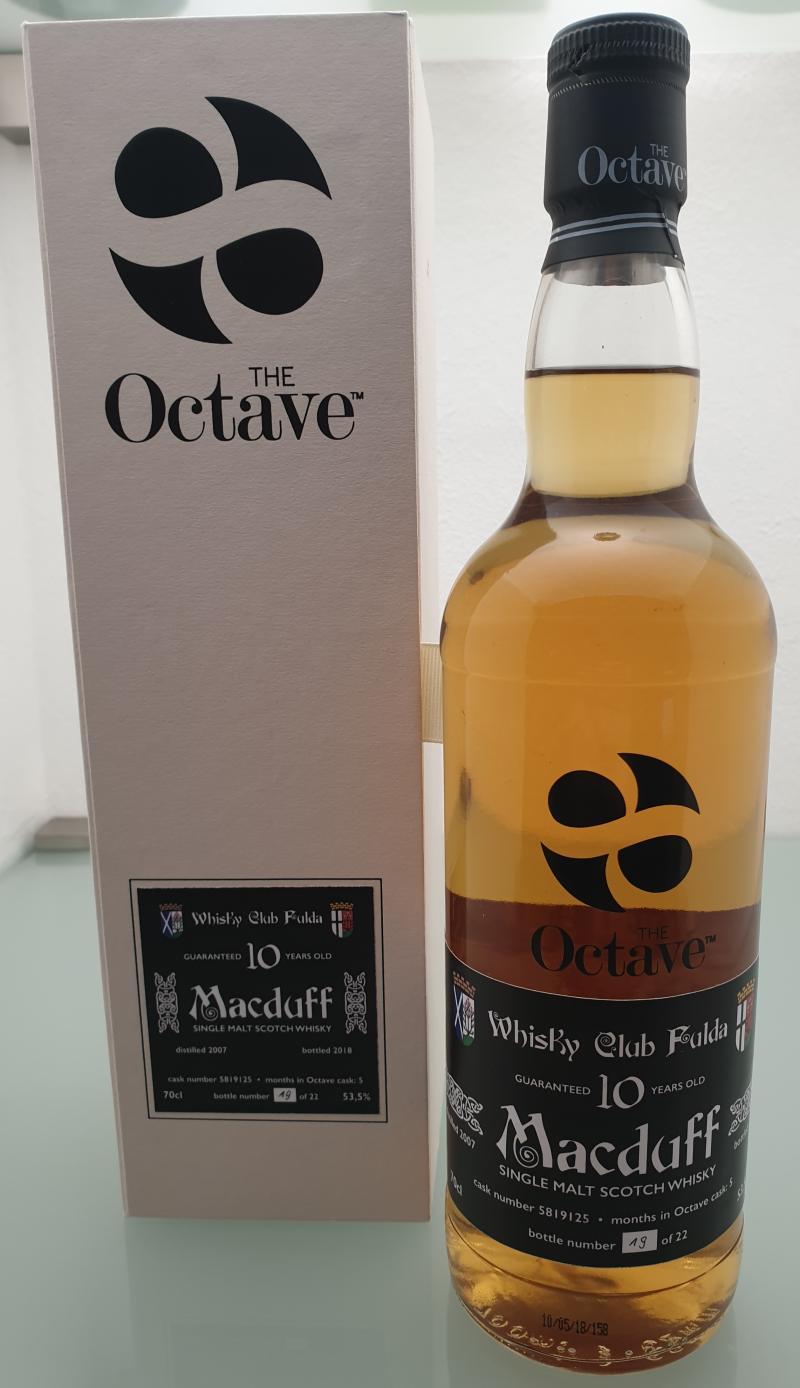 THE
Octave™
Whisky Club Fulda
GUARANTEED 10 YEARS OLD
Macduff
SINGLE MALT SCOTCH WHISKY
distilled 2007 bottled 2018
cask number 5819125 • months in Octave cask: 5
70cl bottle number 19 of 22 53,5%
THE
Octave™
THE
Octave™
Whisky Club Fulda
GUARANTEED 10 YEARS OLD
Macduff
SINGLE MALT SCOTCH WHISKY
2007
70cl
cask number 5819125 • months in Octave cask: 5
bottle number 19 of 22
10/05/18/158